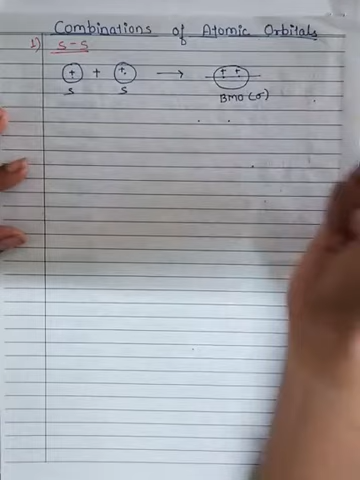 Combinations of Atomic Orbitals
1) s-s
+ + + →  + +
s s BMO (σ)